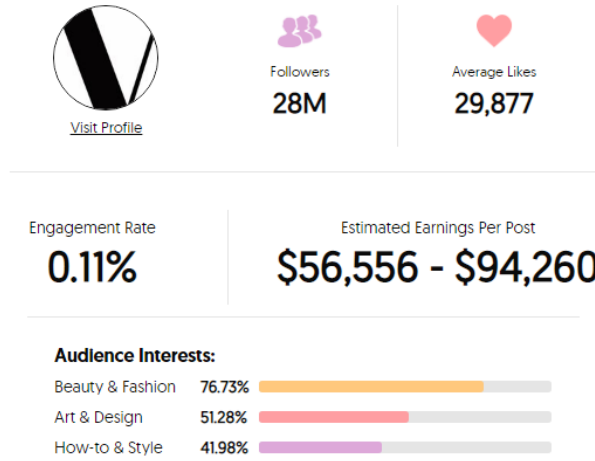 Followers
28M
Average Likes
29,877
Visit Profile
Engagement Rate
0.11%
Estimated Earnings Per Post
$56,556 - $94,260
Audience Interests:
Beauty & Fashion 76.73%
Art & Design 51.28%
How-to & Style 41.98%